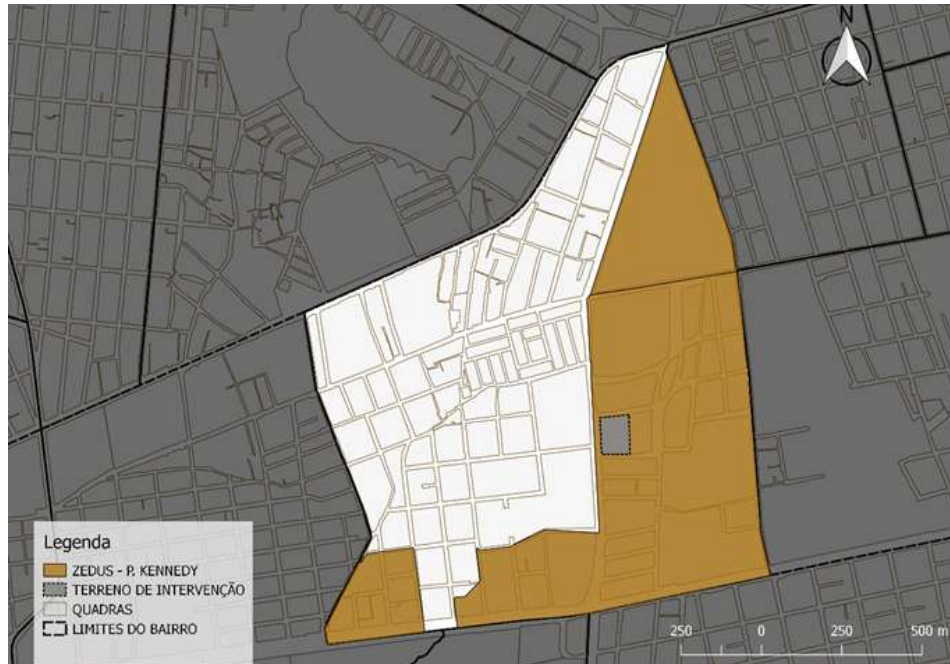 N
Legenda
ZEDUS - P. KENNEDY
TERRENO DE INTERVENÇÃO
QUADRAS
LIMITES DO BAIRRO
250 0 250 500 m